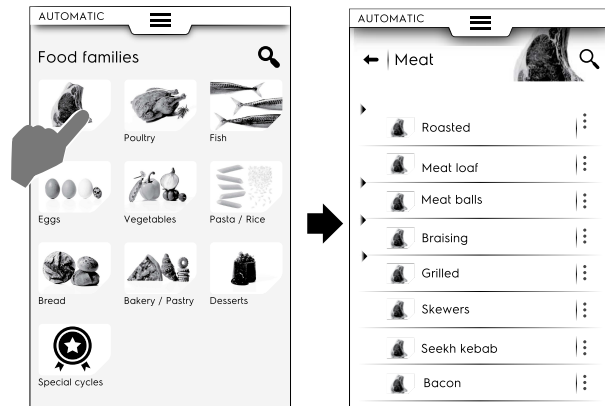 AUTOMATIC
Food families
Poultry
Fish
Eggs
Vegetables
Pasta / Rice
Bread
Bakery / Pastry
Desserts
Special cycles
AUTOMATIC
Meat
Roasted
Meat loaf
Meat balls
Braising
Grilled
Skewers
Seekh kebab
Bacon